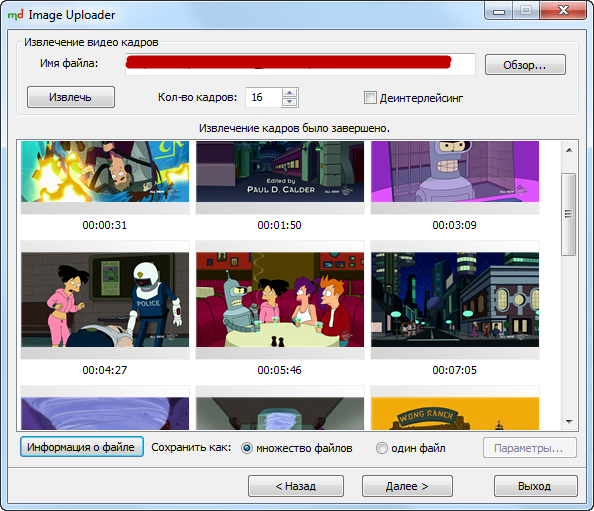 md Image Uploader
Извлечение видео кадров
Имя файла:
Обзор...
Извлечь
Кол-во кадров: 16
Деинтерлейсинг
Извлечение кадров было завершено.
Edited by
PAUL D. CALDER
00:00:31 00:01:50 00:03:09
POLICE
00:04:27 00:05:46 00:07:05
WONG RANCH
Информация о файле Сохранить как: множество файлов один файл Параметры...
< Назад Далее > Выход